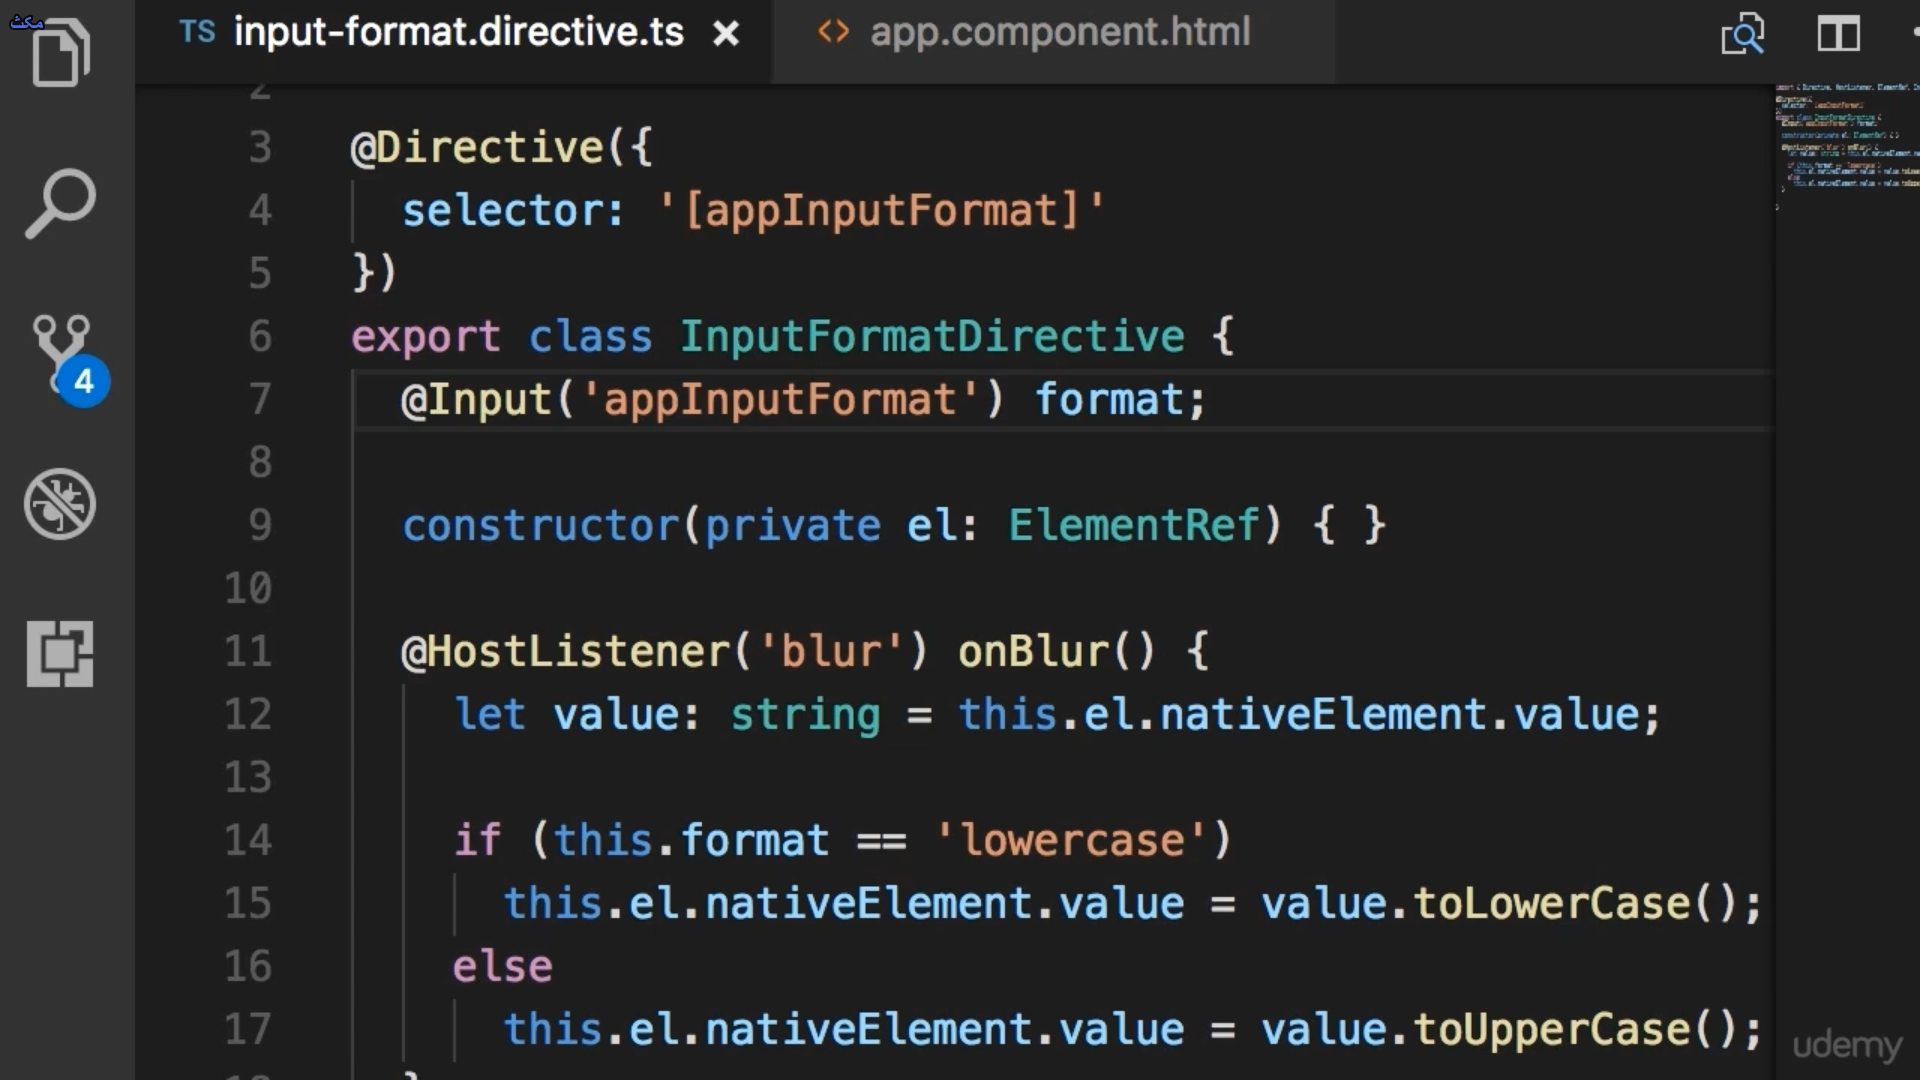 مكث
TS input-format.directive.ts × <> app.component.html
2
3 @Directive({
4 selector: '[appInputFormat]'
5 })
6 export class InputFormatDirective {
7 @Input('appInputFormat') format;
8
9 constructor(private el: ElementRef) { }
10
11 @HostListener('blur') onBlur() {
12 let value: string = this.el.nativeElement.value;
13
14 if (this.format == 'lowercase')
15 this.el.nativeElement.value = value.toLowerCase();
16 else
17 this.el.nativeElement.value = value.toUpperCase();
4
udemy